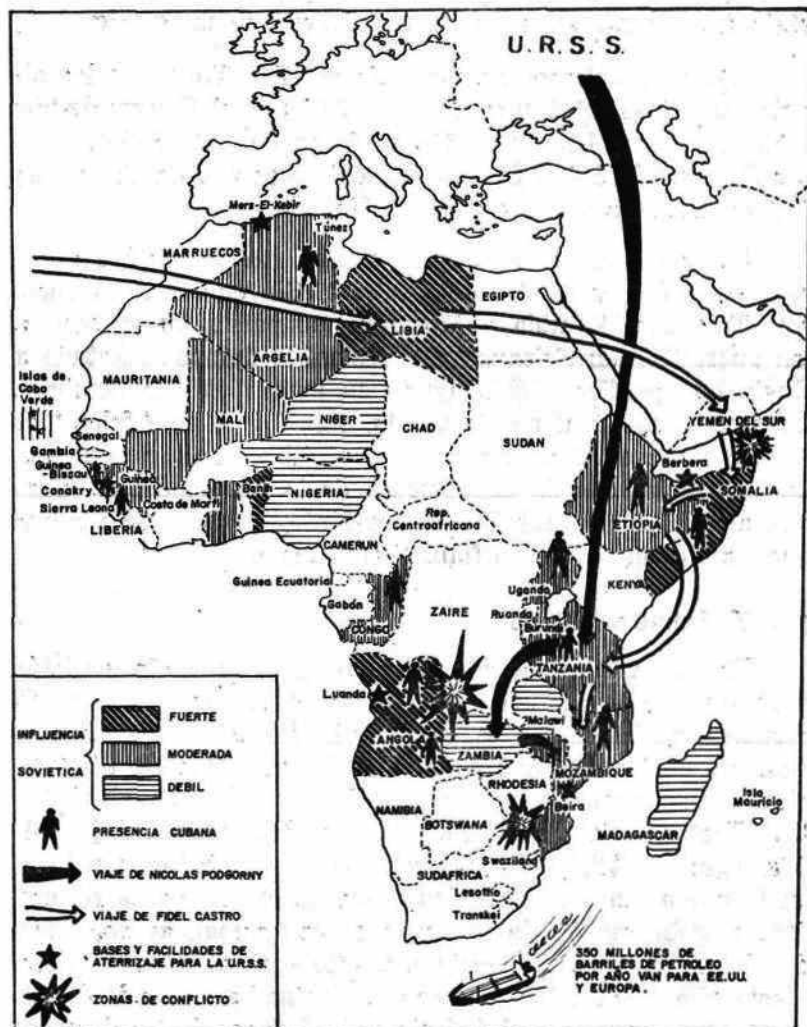 U.R.S.S.
Mers-El-Kebir
Túnez
MARRUECOS
ARGELIA
LIBIA
EGIPTO
MAURITANIA
Islas de.
Cabo
Verde
MALI
NIGER
CHAD
SUDAN
YEMEN DEL SUR
Berbera
SOMALIA
ETIOPIA
Senegal
Gambia
Guinea
-Bissau
Guinea
Conakry.
Sierra Leona
LIBERIA
Costa de Marfil
Benin
NIGERIA
CAMERUN
Rep.
Centroafricana
Guinea Ecuatorial
Gabón
CONGO
ZAIRE
Uganda
Ruanda
Burundi
KENYA
TANZANIA
Luanda
ANGOLA
ZAMBIA
Malawi
MOZAMBIQUE
RHODESIA
Beira
NAMIBIA
BOTSWANA
Swaziland
SUDAFRICA
Lesotho
Transkei
MADAGASCAR
Isla
Mauricio
INFLUENCIA
SOVIETICA
FUERTE
MODERADA
DEBIL
PRESENCIA CUBANA
VIAJE DE NICOLAS PODGORNY
VIAJE DE FIDEL CASTRO
BASES Y FACILIDADES DE
ATERRIZAJE PARA LA U.R.S.S.
ZONAS DE CONFLICTO
350 MILLONES DE
BARRILES DE PETROLEO
POR AÑO VAN PARA EE.UU.
Y EUROPA.